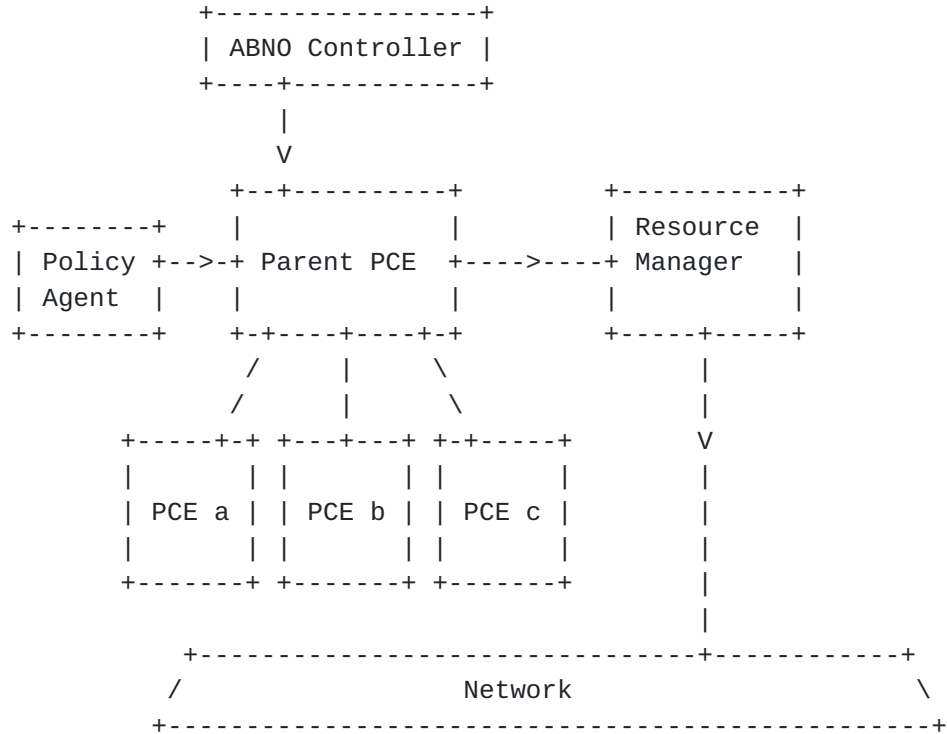 ABNO Controller
Resource
Policy Parent PCE Manager
Agent
PCE a PCE b PCE c
Network